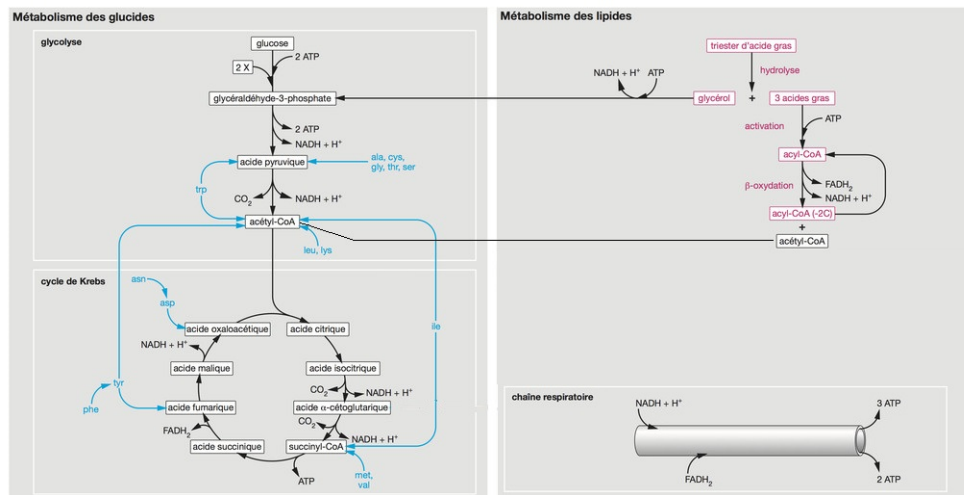 Métabolisme des glucides
glycolyse
glucose
2 ATP
2 X
glycéraldéhyde-3-phosphate
2 ATP
NADH + H⁺
acide pyruvique
ala, cys,
gly, thr, ser
trp
CO₂
NADH + H⁺
acétyl-CoA
leu, lys
cycle de Krebs
asn
asp
ile
acide oxaloacétique
acide citrique
NADH + H⁺
acide malique
acide isocitrique
tyr
CO₂
NADH + H⁺
phe
acide fumarique
acide α-cétoglutarique
FADH₂
CO₂
NADH + H⁺
acide succinique
succinyl-CoA
ATP
met,
val
Métabolisme des lipides
triester d'acide gras
hydrolyse
NADH + H⁺
ATP
glycérol
+
3 acides gras
ATP
activation
acyl-CoA
FADH₂
β-oxydation
NADH + H⁺
acyl-CoA (-2C)
+
acétyl-CoA
chaîne respiratoire
NADH + H⁺
3 ATP
FADH₂
2 ATP